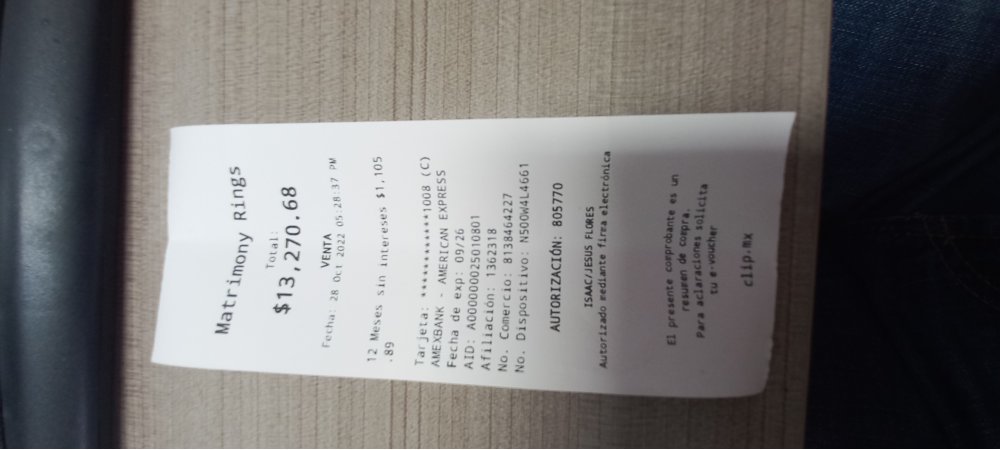 Matrimony Rings
Total:
$13,270.68
VENTA
Fecha: 28 Oct 2022 05:28:37 PM
12 Meses sin intereses $1,105
.89
Tarjeta: ************1008 (C)
AMEXBANK - AMERICAN EXPRESS
Fecha de exp: 09/26
AID: A000000025010801
Afiliación: 1362318
No. Comercio: 8138464227
No. Dispositivo: N500W4L4661
AUTORIZACIÓN: 805770
ISAAC/JESUS FLORES
Autorizado mediante firma electrónica
El presente comprobante es un
resumen de compra.
Para aclaraciones solicita
tu e-voucher
clip.mx